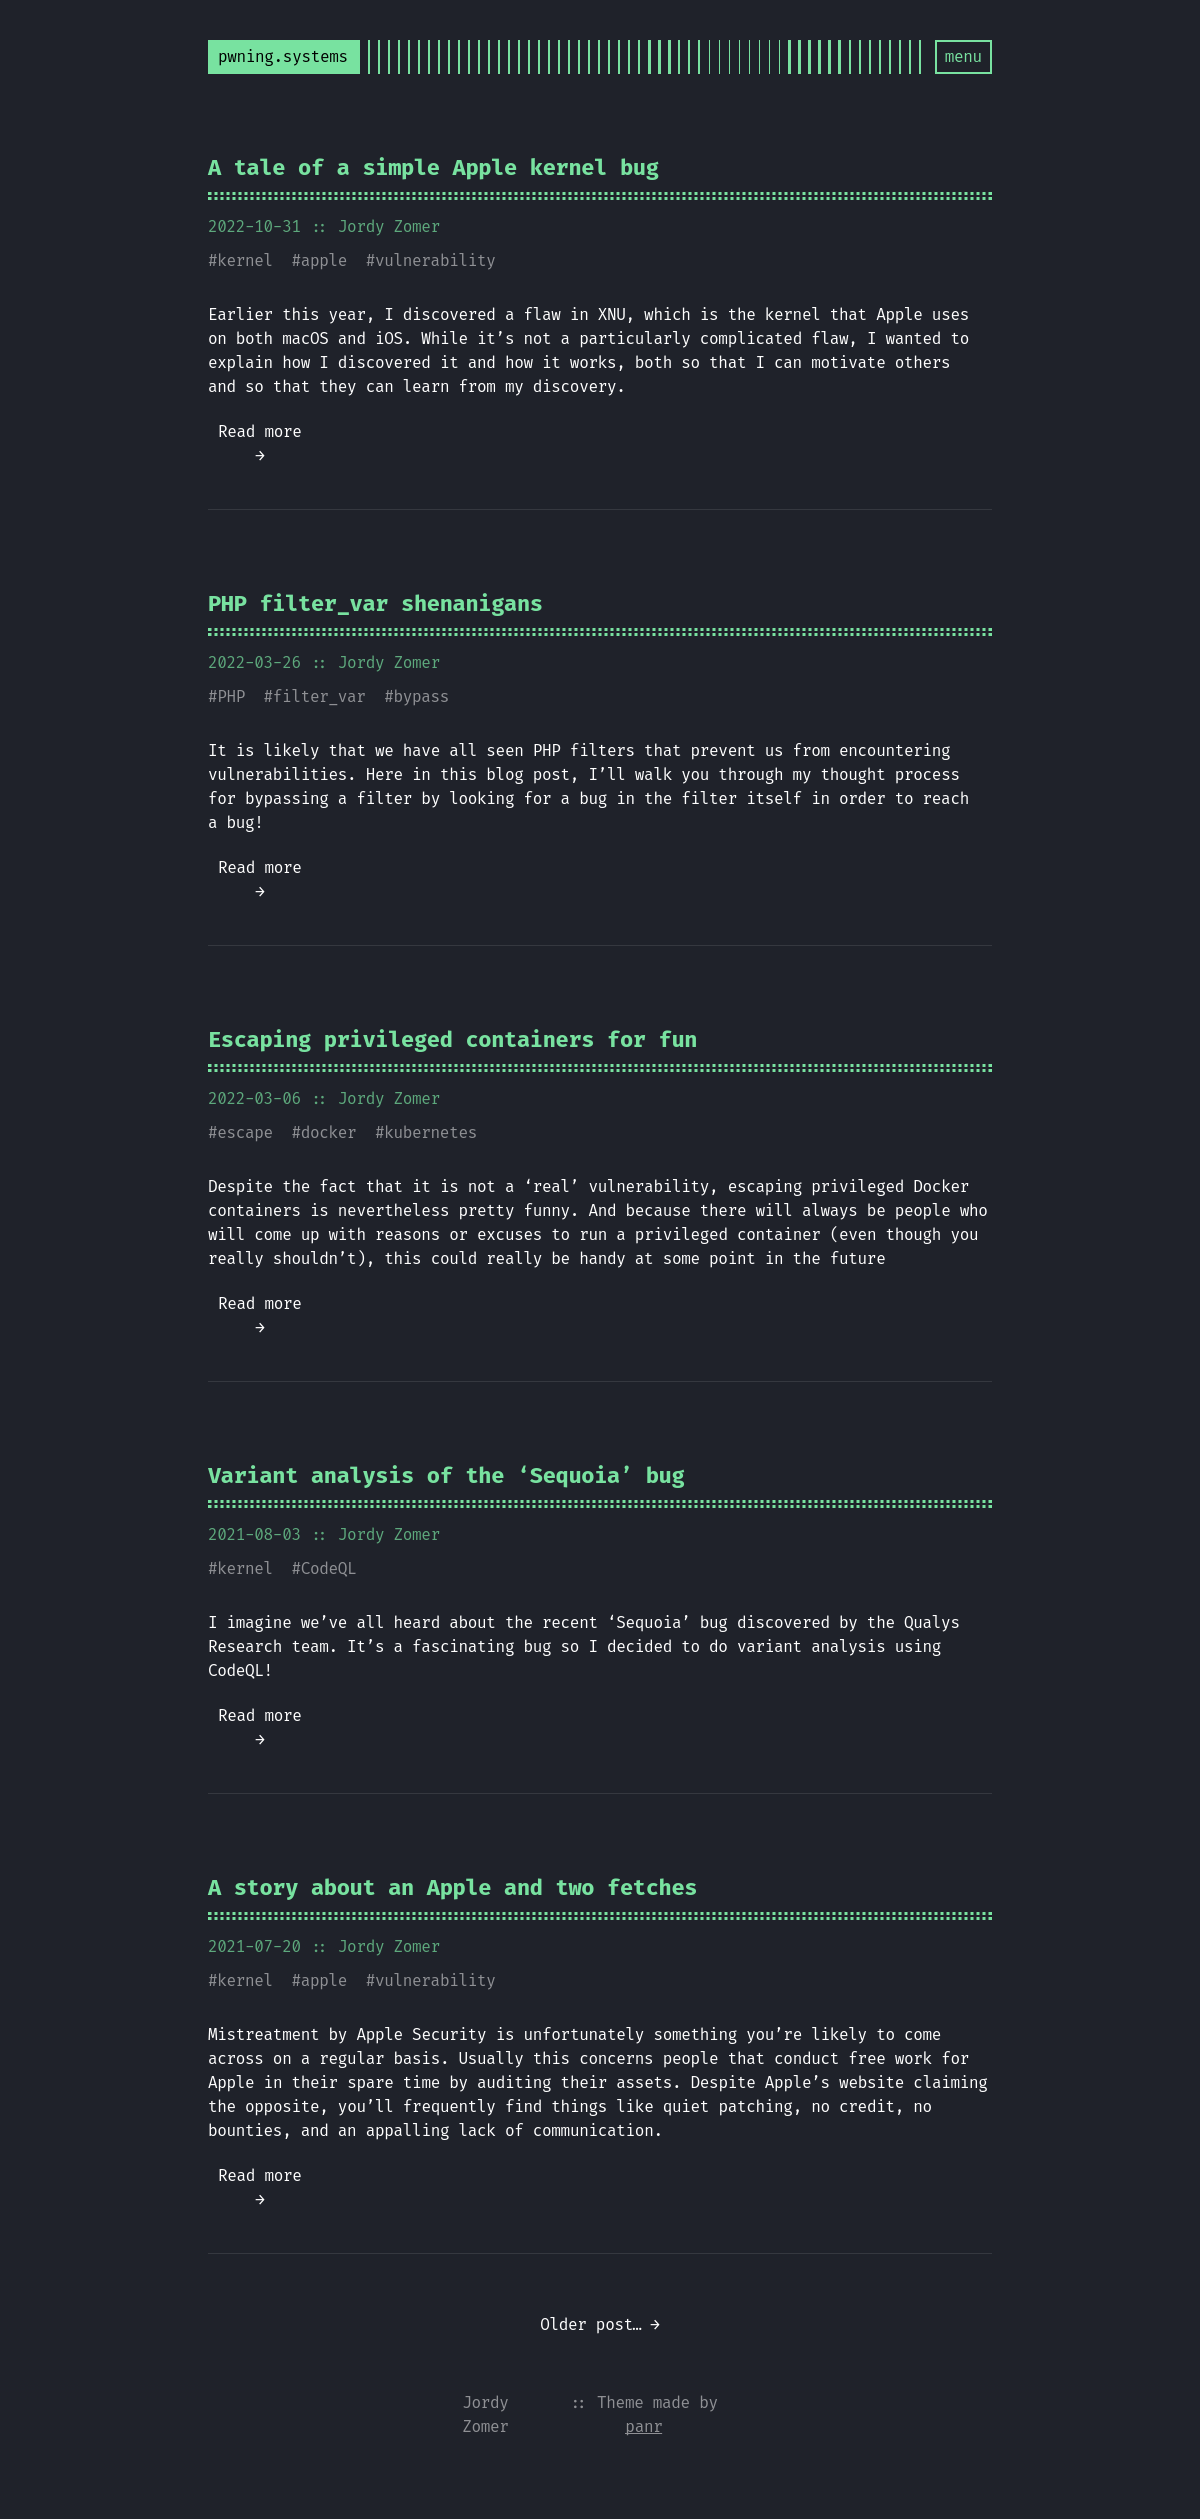 pwning.systems
menu
A tale of a simple Apple kernel bug
2022-10-31 :: Jordy Zomer
#kernel #apple #vulnerability
Earlier this year, I discovered a flaw in XNU, which is the kernel that Apple uses
on both macOS and iOS. While it’s not a particularly complicated flaw, I wanted to
explain how I discovered it and how it works, both so that I can motivate others
and so that they can learn from my discovery.
Read more
→
PHP filter_var shenanigans
2022-03-26 :: Jordy Zomer
#PHP #filter_var #bypass
It is likely that we have all seen PHP filters that prevent us from encountering
vulnerabilities. Here in this blog post, I’ll walk you through my thought process
for bypassing a filter by looking for a bug in the filter itself in order to reach
a bug!
Read more
→
Escaping privileged containers for fun
2022-03-06 :: Jordy Zomer
#escape #docker #kubernetes
Despite the fact that it is not a ‘real’ vulnerability, escaping privileged Docker
containers is nevertheless pretty funny. And because there will always be people who
will come up with reasons or excuses to run a privileged container (even though you
really shouldn’t), this could really be handy at some point in the future
Read more
→
Variant analysis of the ‘Sequoia’ bug
2021-08-03 :: Jordy Zomer
#kernel #CodeQL
I imagine we’ve all heard about the recent ‘Sequoia’ bug discovered by the Qualys
Research team. It’s a fascinating bug so I decided to do variant analysis using
CodeQL!
Read more
→
A story about an Apple and two fetches
2021-07-20 :: Jordy Zomer
#kernel #apple #vulnerability
Mistreatment by Apple Security is unfortunately something you’re likely to come
across on a regular basis. Usually this concerns people that conduct free work for
Apple in their spare time by auditing their assets. Despite Apple’s website claiming
the opposite, you’ll frequently find things like quiet patching, no credit, no
bounties, and an appalling lack of communication.
Read more
→
Older post… →
Jordy
Zomer
:: Theme made by
panr